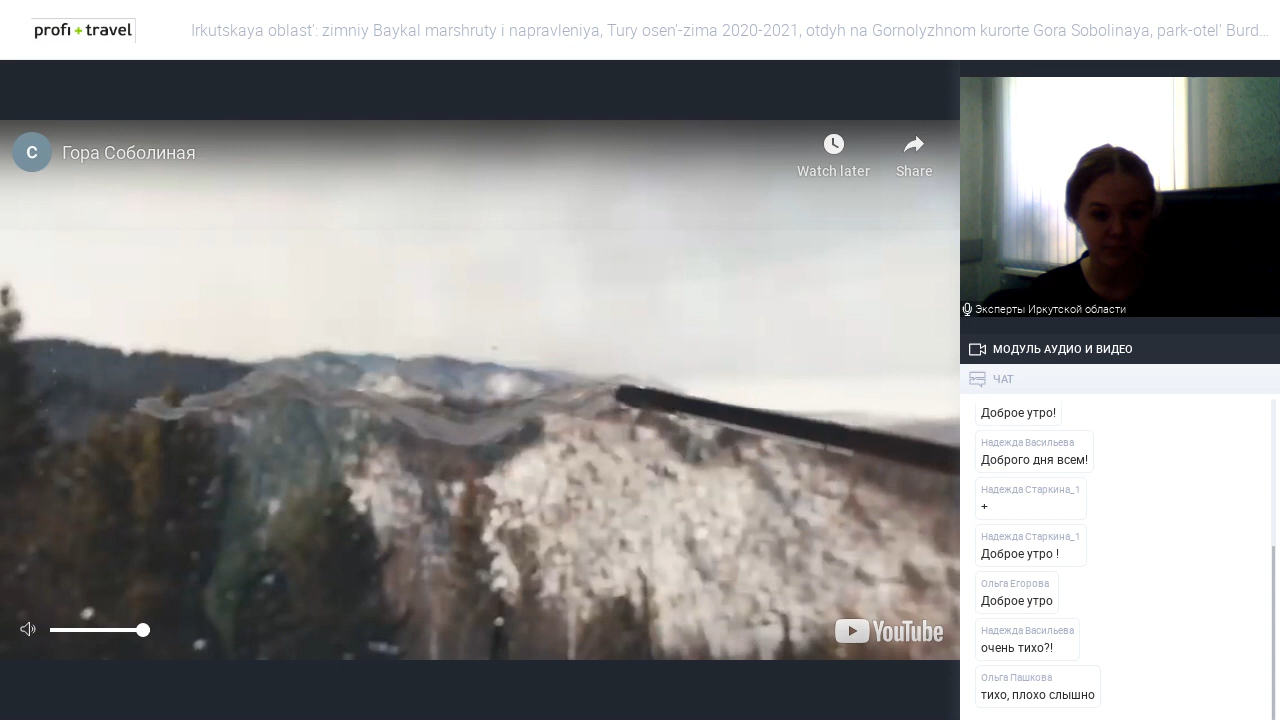 profi + travel
Irkutskaya oblast': zimniy Baykal marshruty i napravleniya, Tury osen'-zima 2020-2021, otdyh na Gornolyzhnom kurorte Gora Sobolinaya, park-otel' Burd...
С
Гора Соболиная
Watch later
Share
YouTube
Эксперты Иркутской области
МОДУЛЬ АУДИО И ВИДЕО
ЧАТ
Доброе утро!
Надежда Васильева
Доброго дня всем!
Надежда Старкина_1
+
Надежда Старкина_1
Доброе утро !
Ольга Егорова
Доброе утро
Надежда Васильева
очень тихо?!
Ольга Пашкова
тихо, плохо слышно